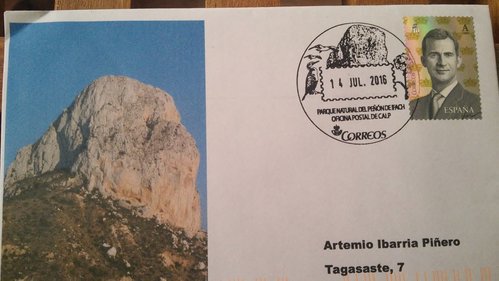 14 JUL. 2016
PARQUE NATURAL DEL PEÑÓN DE IFACH
OFICINA POSTAL DE CALP
CORREOS
A
ESPAÑA
Artemio Ibarria Piñero
Tagasaste, 7